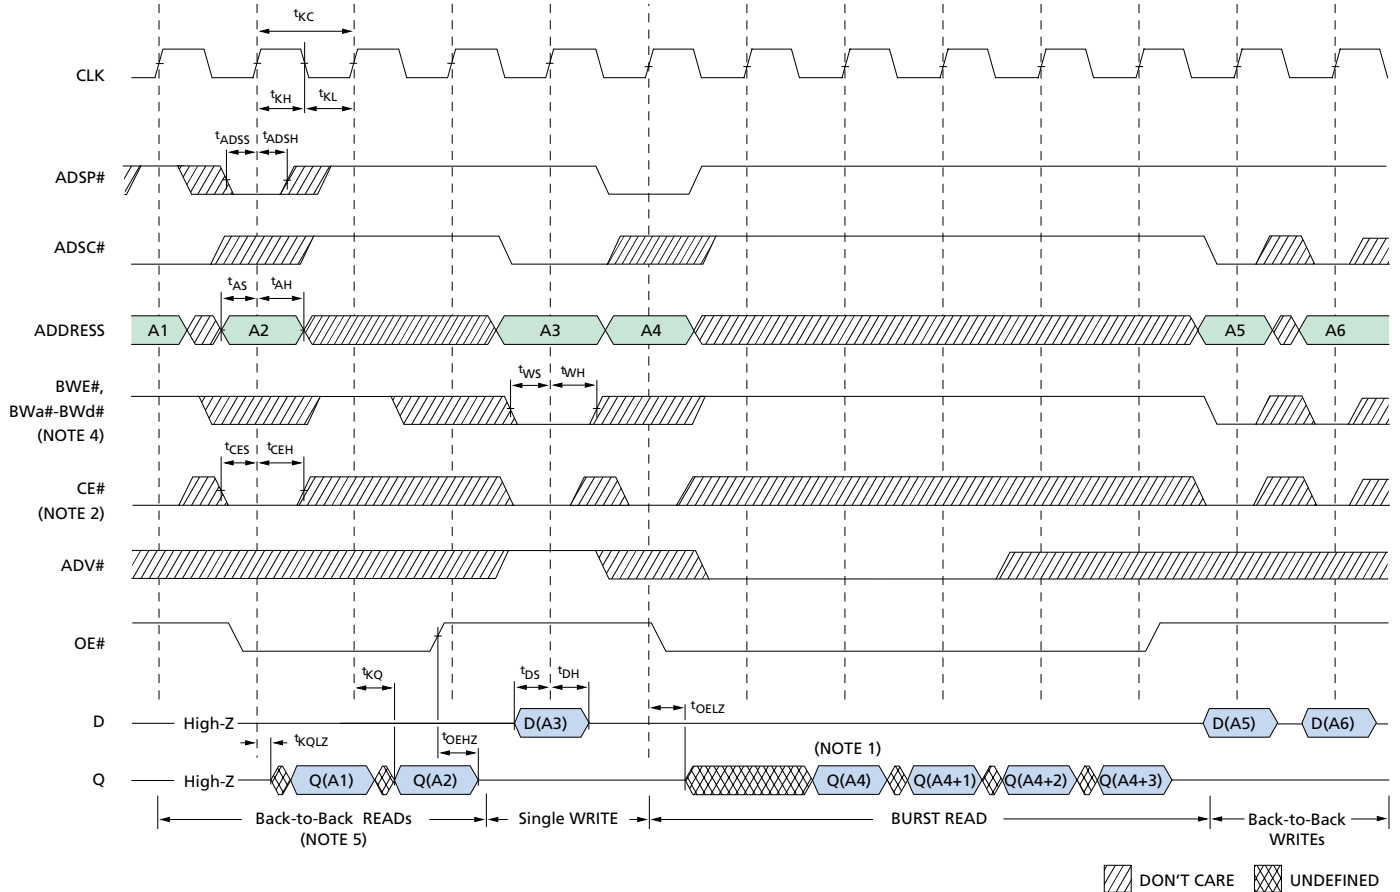 tKC
CLK
tKH
tKL
tADSS
tADSH
ADSP#
ADSC#
tAS
tAH
ADDRESS
A1
A2
A3
A4
A5
A6
BWE#,
BWa#-BWd#
(NOTE 4)
tWS
tWH
tCES
tCEH
CE#
(NOTE 2)
ADV#
OE#
tKQ
tDS
tDH
tOELZ
D
High-Z
D(A3)
D(A5)
D(A6)
tKQLZ
tOEHZ
(NOTE 1)
Q
High-Z
Q(A1)
Q(A2)
Q(A4)
Q(A4+1)
Q(A4+2)
Q(A4+3)
Back-to-Back READs
(NOTE 5)
Single WRITE
BURST READ
Back-to-Back
WRITEs
DON'T CARE
UNDEFINED